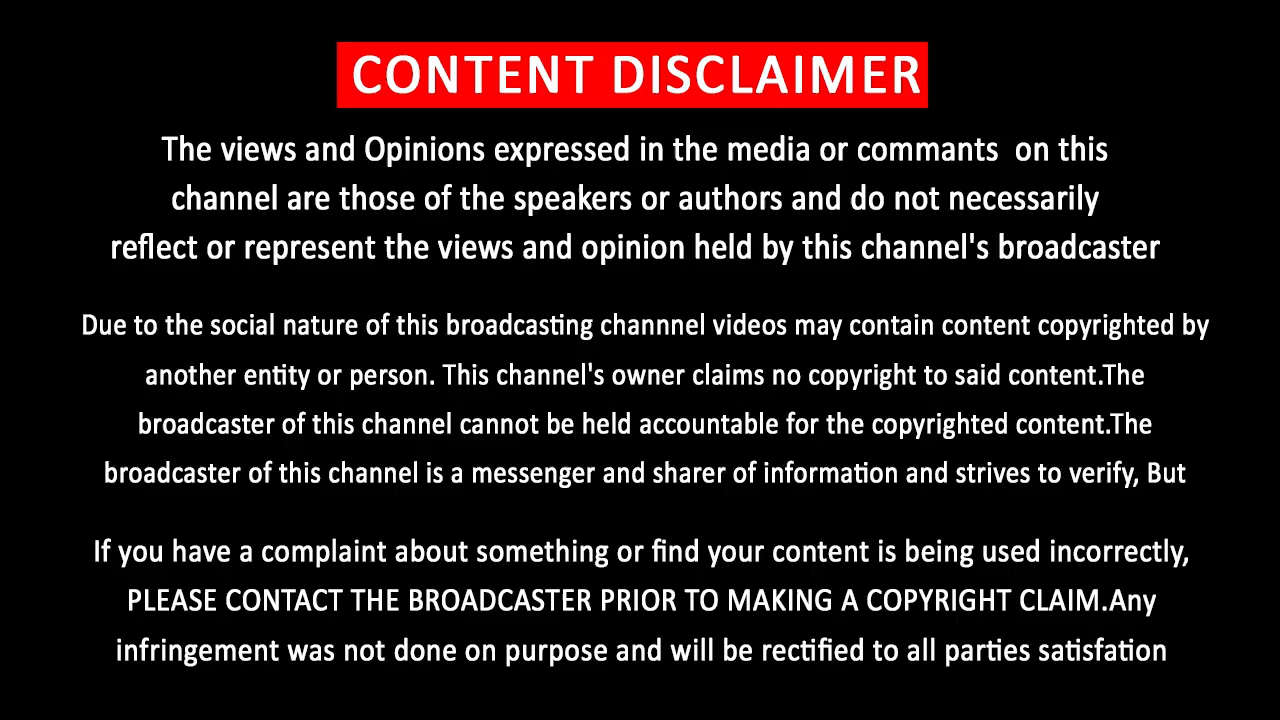 CONTENT DISCLAIMER
The views and Opinions expressed in the media or commants on this
channel are those of the speakers or authors and do not necessarily
reflect or represent the views and opinion held by this channel's broadcaster
Due to the social nature of this broadcasting channnel videos may contain content copyrighted by
another entity or person. This channel's owner claims no copyright to said content.The
broadcaster of this channel cannot be held accountable for the copyrighted content.The
broadcaster of this channel is a messenger and sharer of information and strives to verify, But
If you have a complaint about something or find your content is being used incorrectly,
PLEASE CONTACT THE BROADCASTER PRIOR TO MAKING A COPYRIGHT CLAIM.Any
infringement was not done on purpose and will be rectified to all parties satisfation